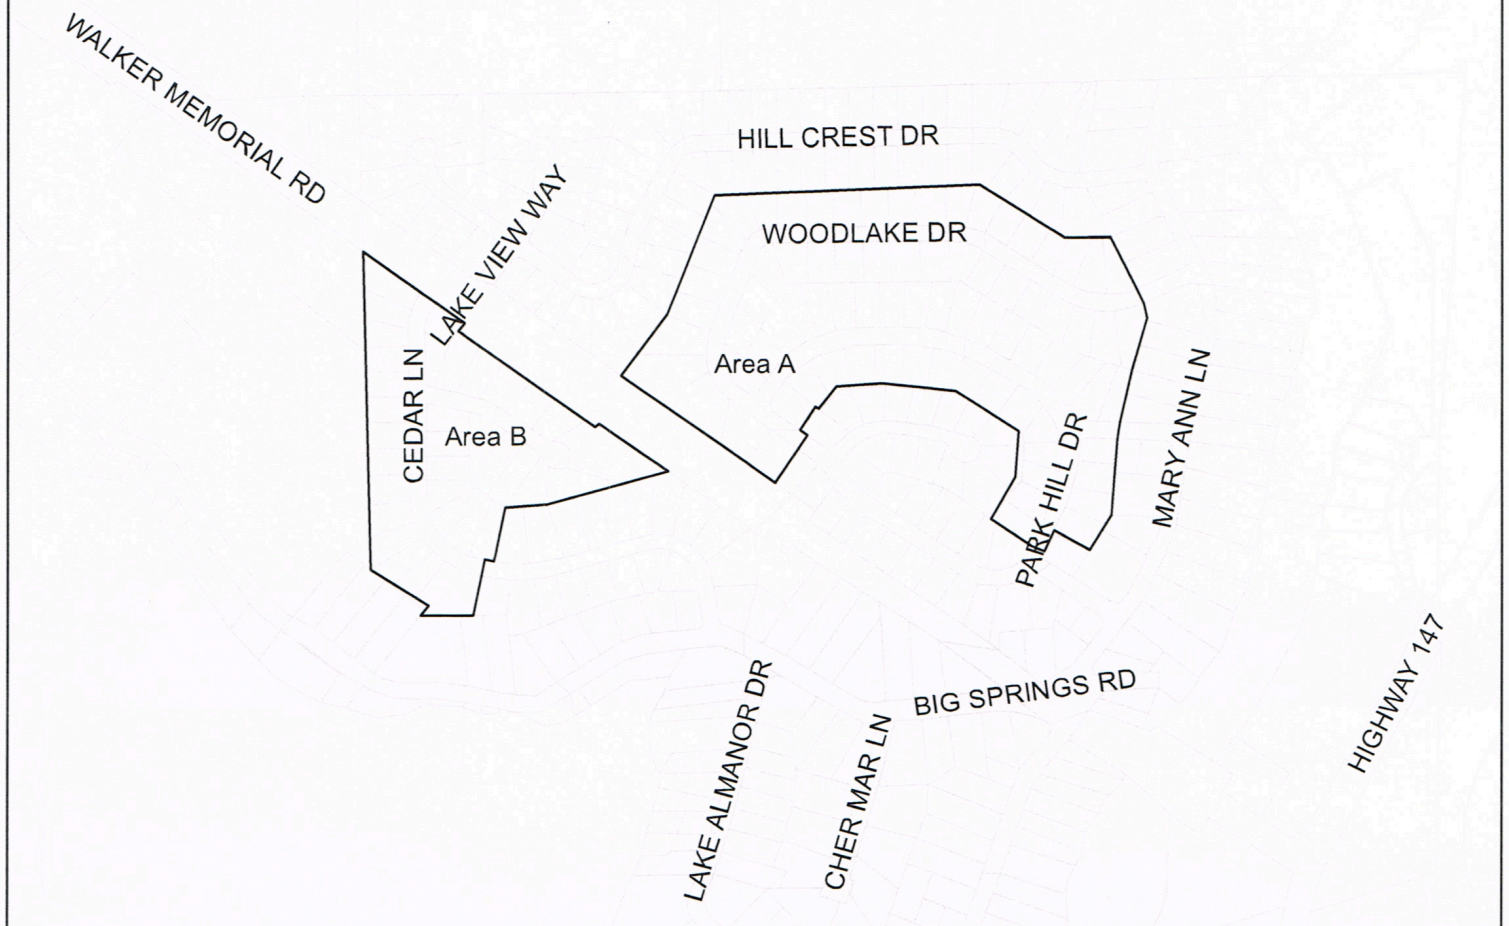 WALKER MEMORIAL RD
HILL CREST DR
LAKE VIEW WAY
WOODLAKE DR
Area A
CEDAR LN
Area B
MARY ANN LN
PARK HILL DR
BIG SPRINGS RD
HIGHWAY 147
LAKE ALMANOR DR
CHER MAR LN